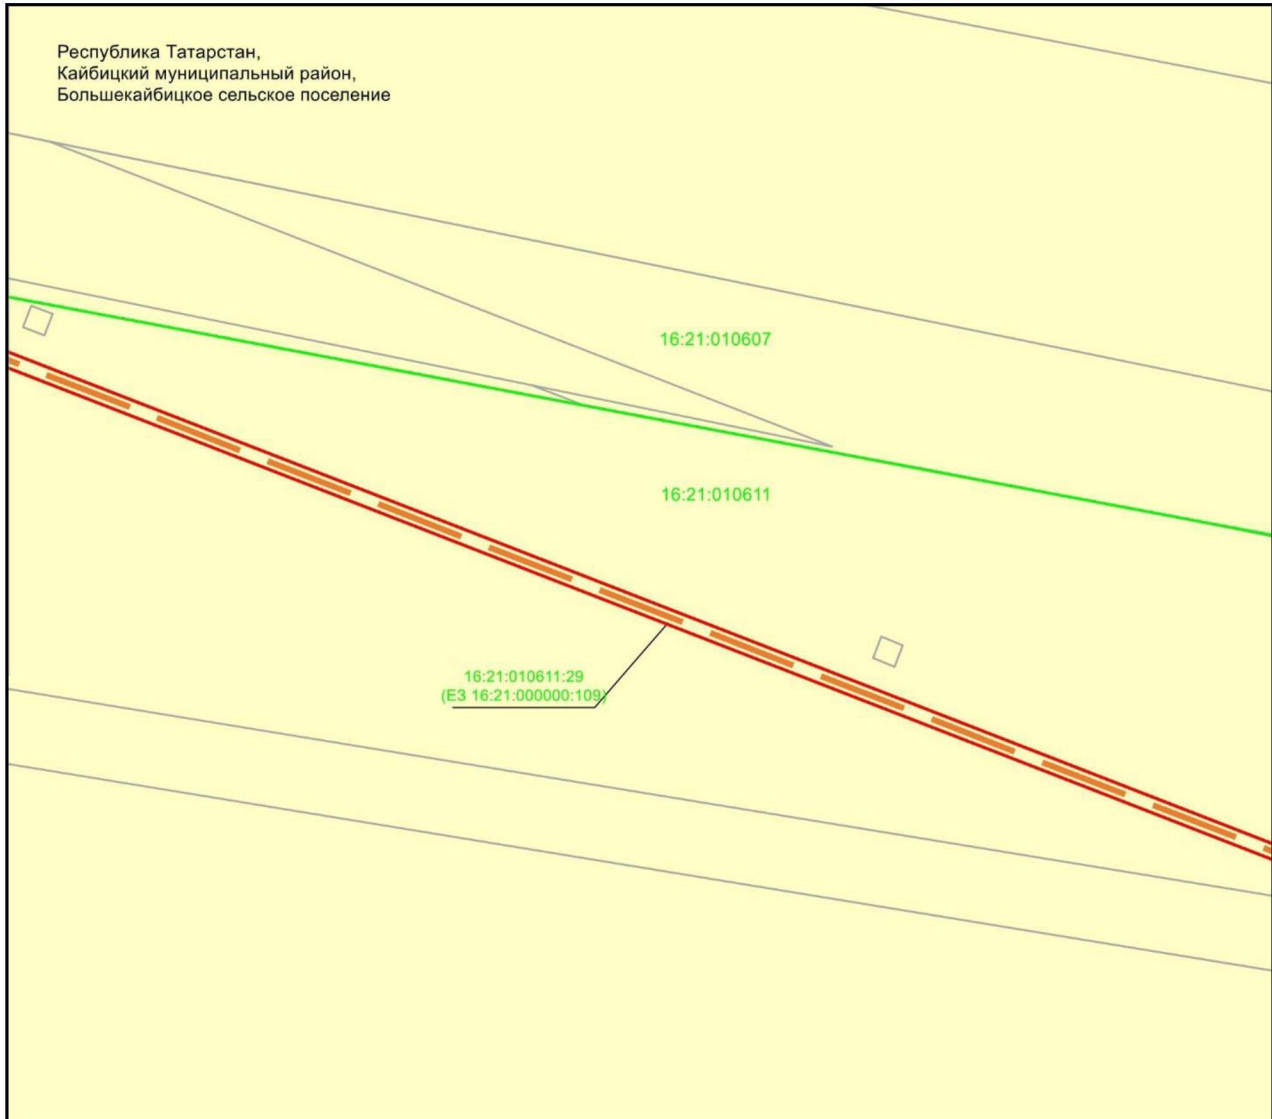 Республика Татарстан,
Кайбицкий муниципальный район,
Большекайбицкое сельское поселение
16:21:010607
16:21:010611
16:21:010611:29
(ЕЗ 16:21:000000:109)